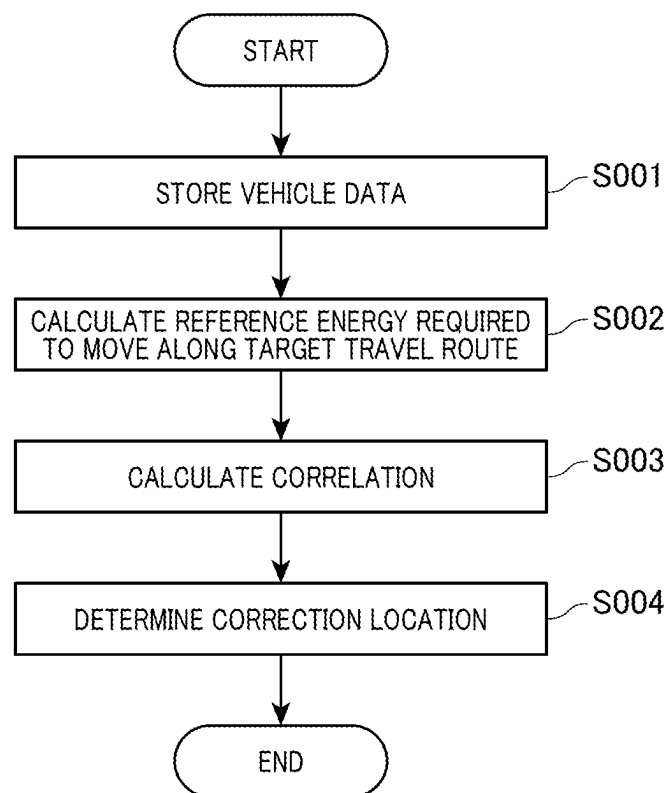 START
STORE VEHICLE DATA
S001
CALCULATE REFERENCE ENERGY REQUIRED
TO MOVE ALONG TARGET TRAVEL ROUTE
S002
CALCULATE CORRELATION
S003
DETERMINE CORRECTION LOCATION
S004
END